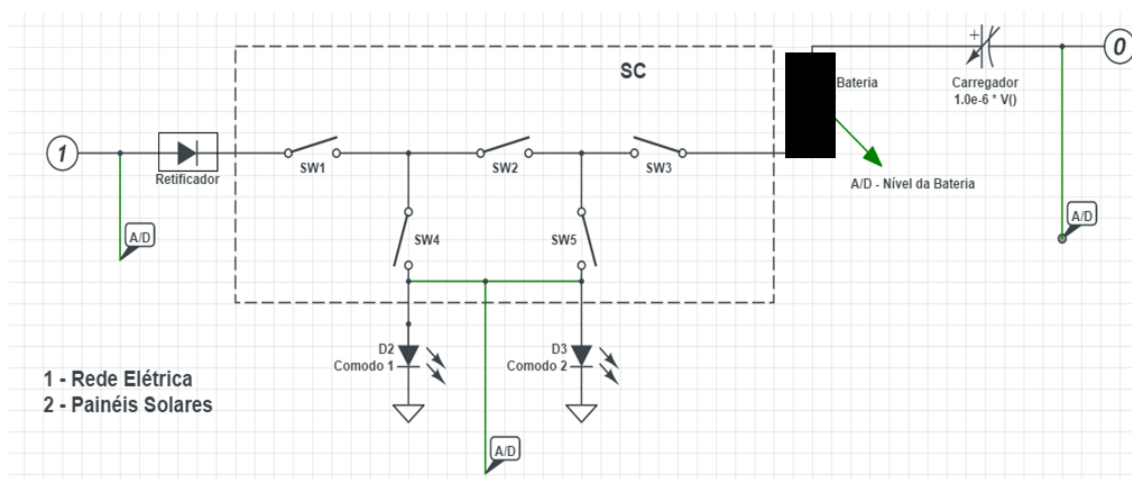 SC
+
0
Bateria
Carregador
1.0e-6 * V()
1
Retificador
SW1
SW2
SW3
A/D - Nível da Bateria
A/D
A/D
SW4
SW5
D2
Comodo 1
D3
Comodo 2
1 - Rede Elétrica
2 - Painéis Solares
A/D